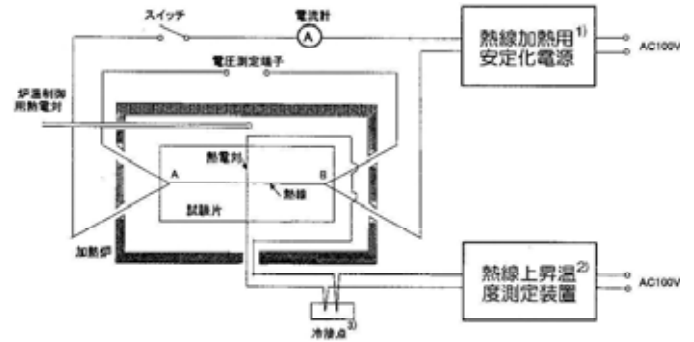 スイッチ
電流計
A
熱線加熱用1)
安定化電源
AC100V
電圧測定端子
炉温制御
用熱電対
熱電対
A
B
熱線
試験片
加熱炉
熱線上昇温2)
度測定装置
AC100V
冷接点3)